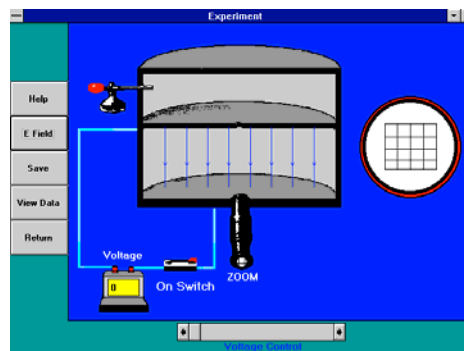 Experiment
Help
E Field
Save
View Data
Return
Voltage
0
On Switch
ZOOM
Voltage Control